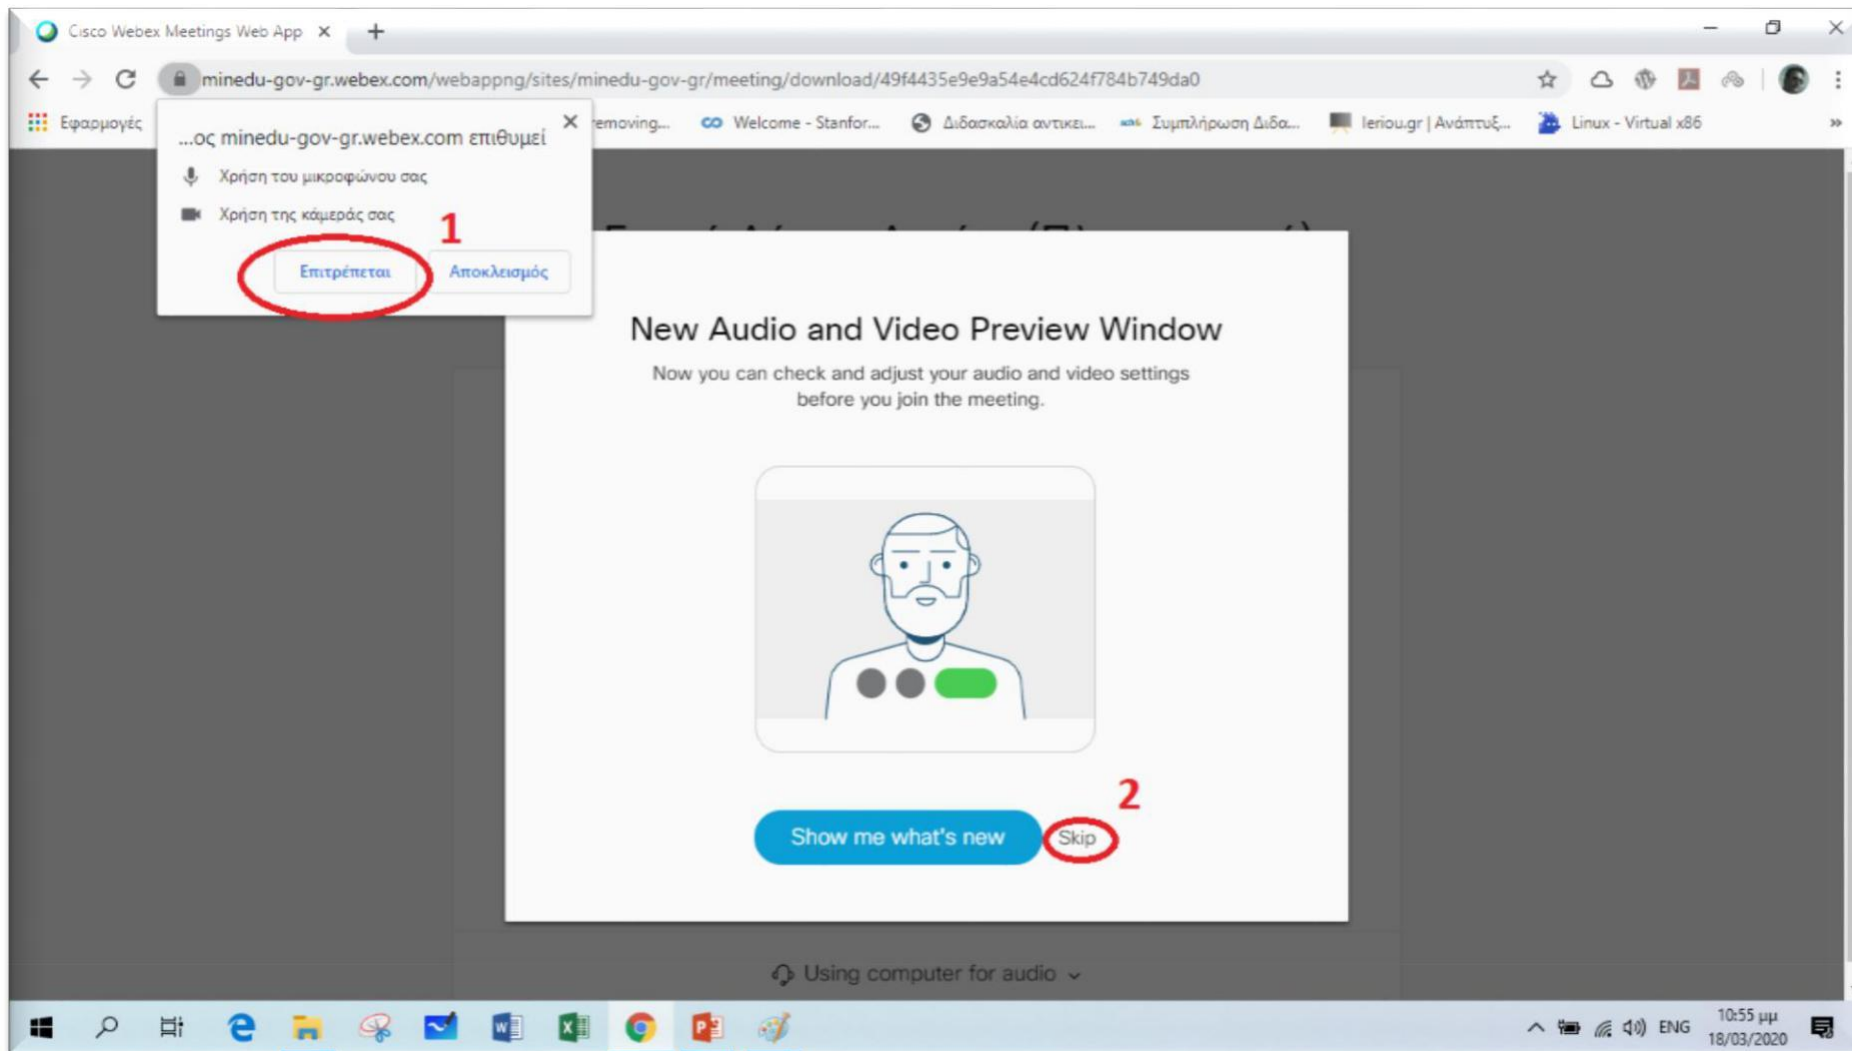 Cisco Webex Meetings Web App
minedu-gov-gr.webex.com/webappng/sites/minedu-gov-gr/meeting/download/49f4435e9e9a54e4cd624f784b749da0
Εφαρμογές
removing...
Welcome - Stanfor...
Διδασκαλία αντικει...
Συμπλήρωση Διδα...
leriou.gr | Ανάπτυξ...
Linux - Virtual x86
...ος minedu-gov-gr.webex.com επιθυμεί
Χρήση του μικροφώνου σας
Χρήση της κάμεράς σας
1
Επιτρέπεται
Αποκλεισμός
New Audio and Video Preview Window
Now you can check and adjust your audio and video settings
before you join the meeting.
2
Show me what's new
Skip
Using computer for audio
ENG
10:55 μμ
18/03/2020